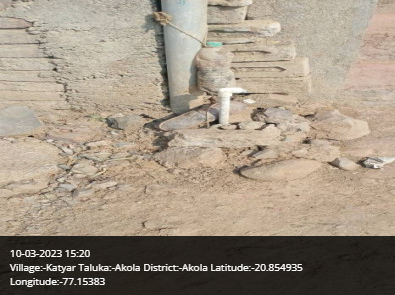 10-03-2023 15:20
Village:-Katyar Taluka:-Akola District:-Akola Latitude:-20.854935
Longitude:-77.15383